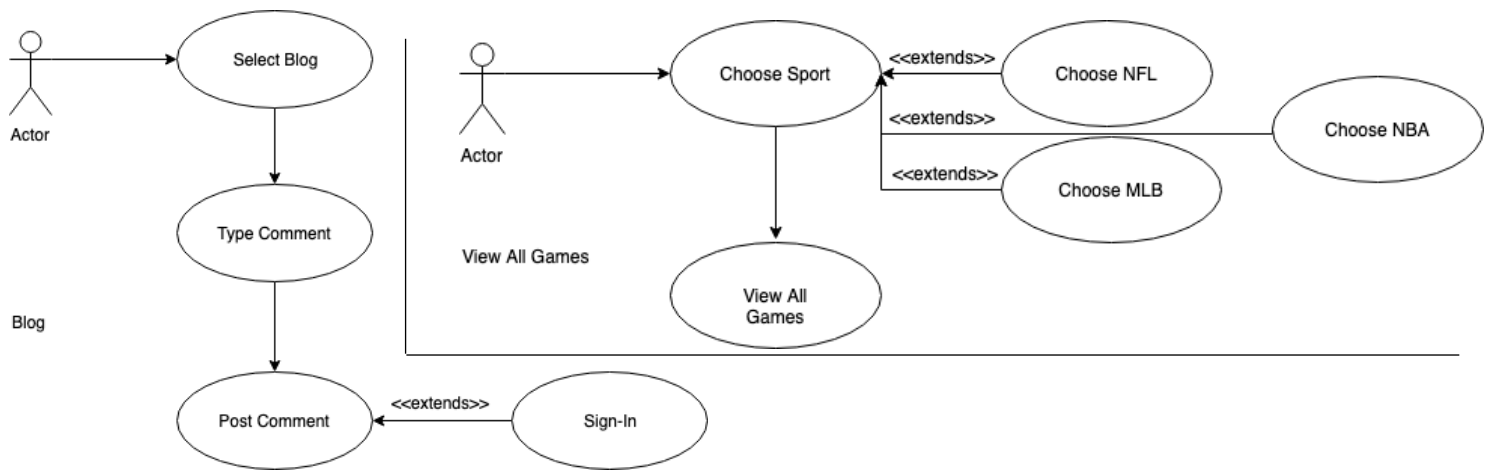 Select Blog
Actor
Type Comment
Blog
Post Comment
<<extends>>
Sign-In
Choose Sport
<<extends>>
Choose NFL
<<extends>>
Choose NBA
<<extends>>
Choose MLB
Actor
View All Games
View All
Games